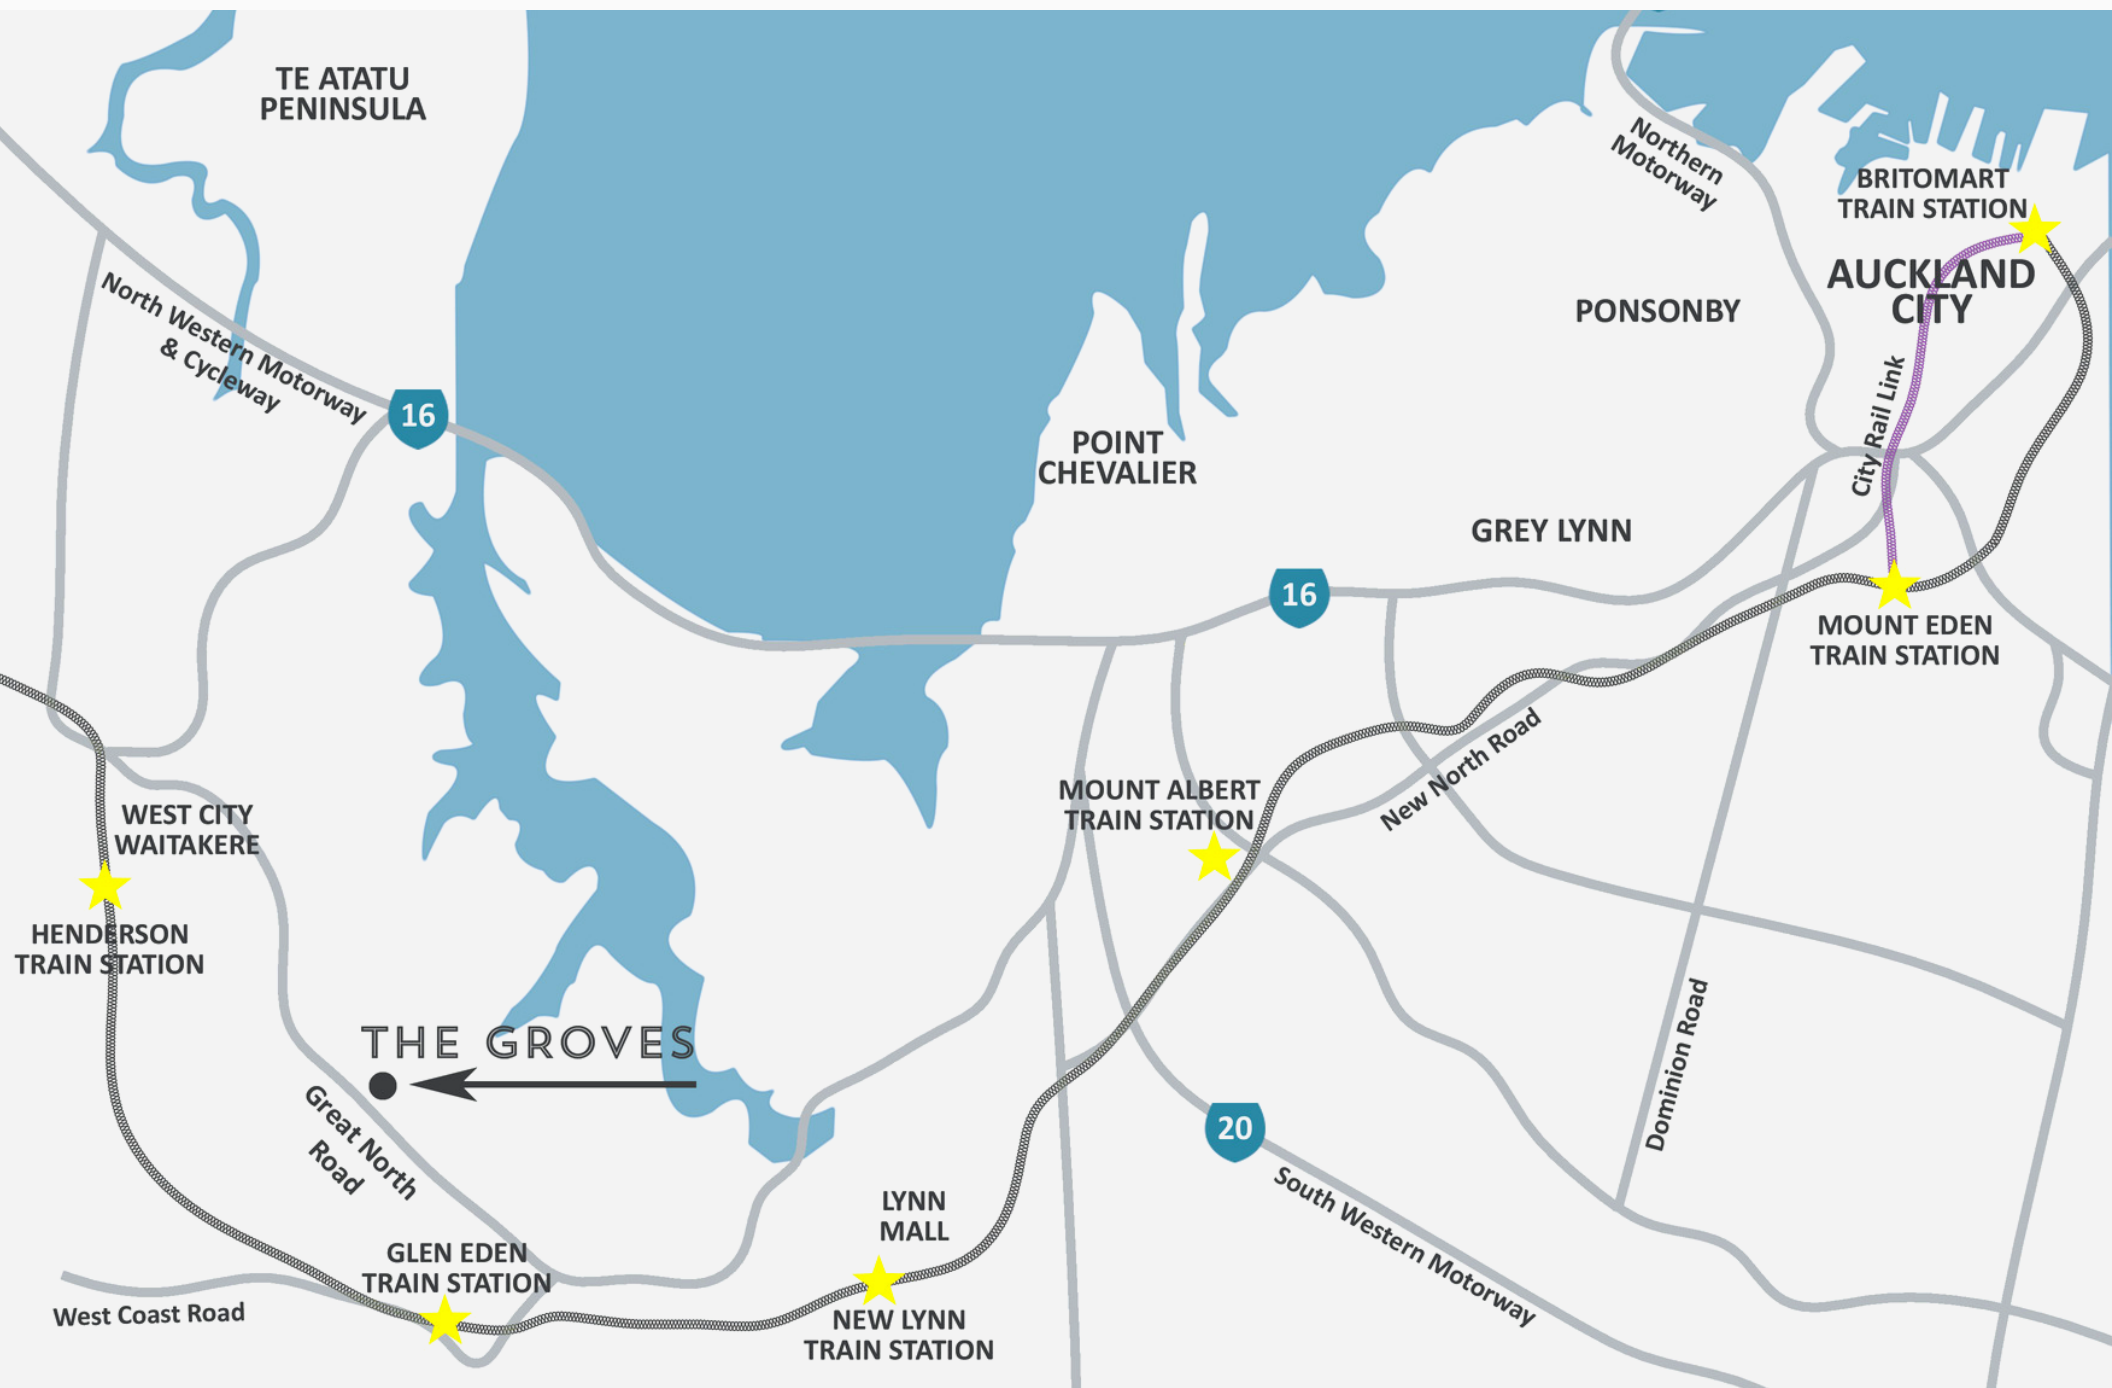 TE ATATU
PENINSULA
Northern
Motorway
BRITOMART
TRAIN STATION
AUCKLAND
CITY
North Western Motorway
& Cycleway
PONSONBY
City Rail Link
16
POINT
CHEVALIER
GREY LYNN
16
MOUNT EDEN
TRAIN STATION
New North Road
MOUNT ALBERT
TRAIN STATION
WEST CITY
WAITAKERE
HENDERSON
TRAIN STATION
THE GROVES
Great North
Road
Dominion Road
20
South Western Motorway
LYNN
MALL
GLEN EDEN
TRAIN STATION
West Coast Road
NEW LYNN
TRAIN STATION